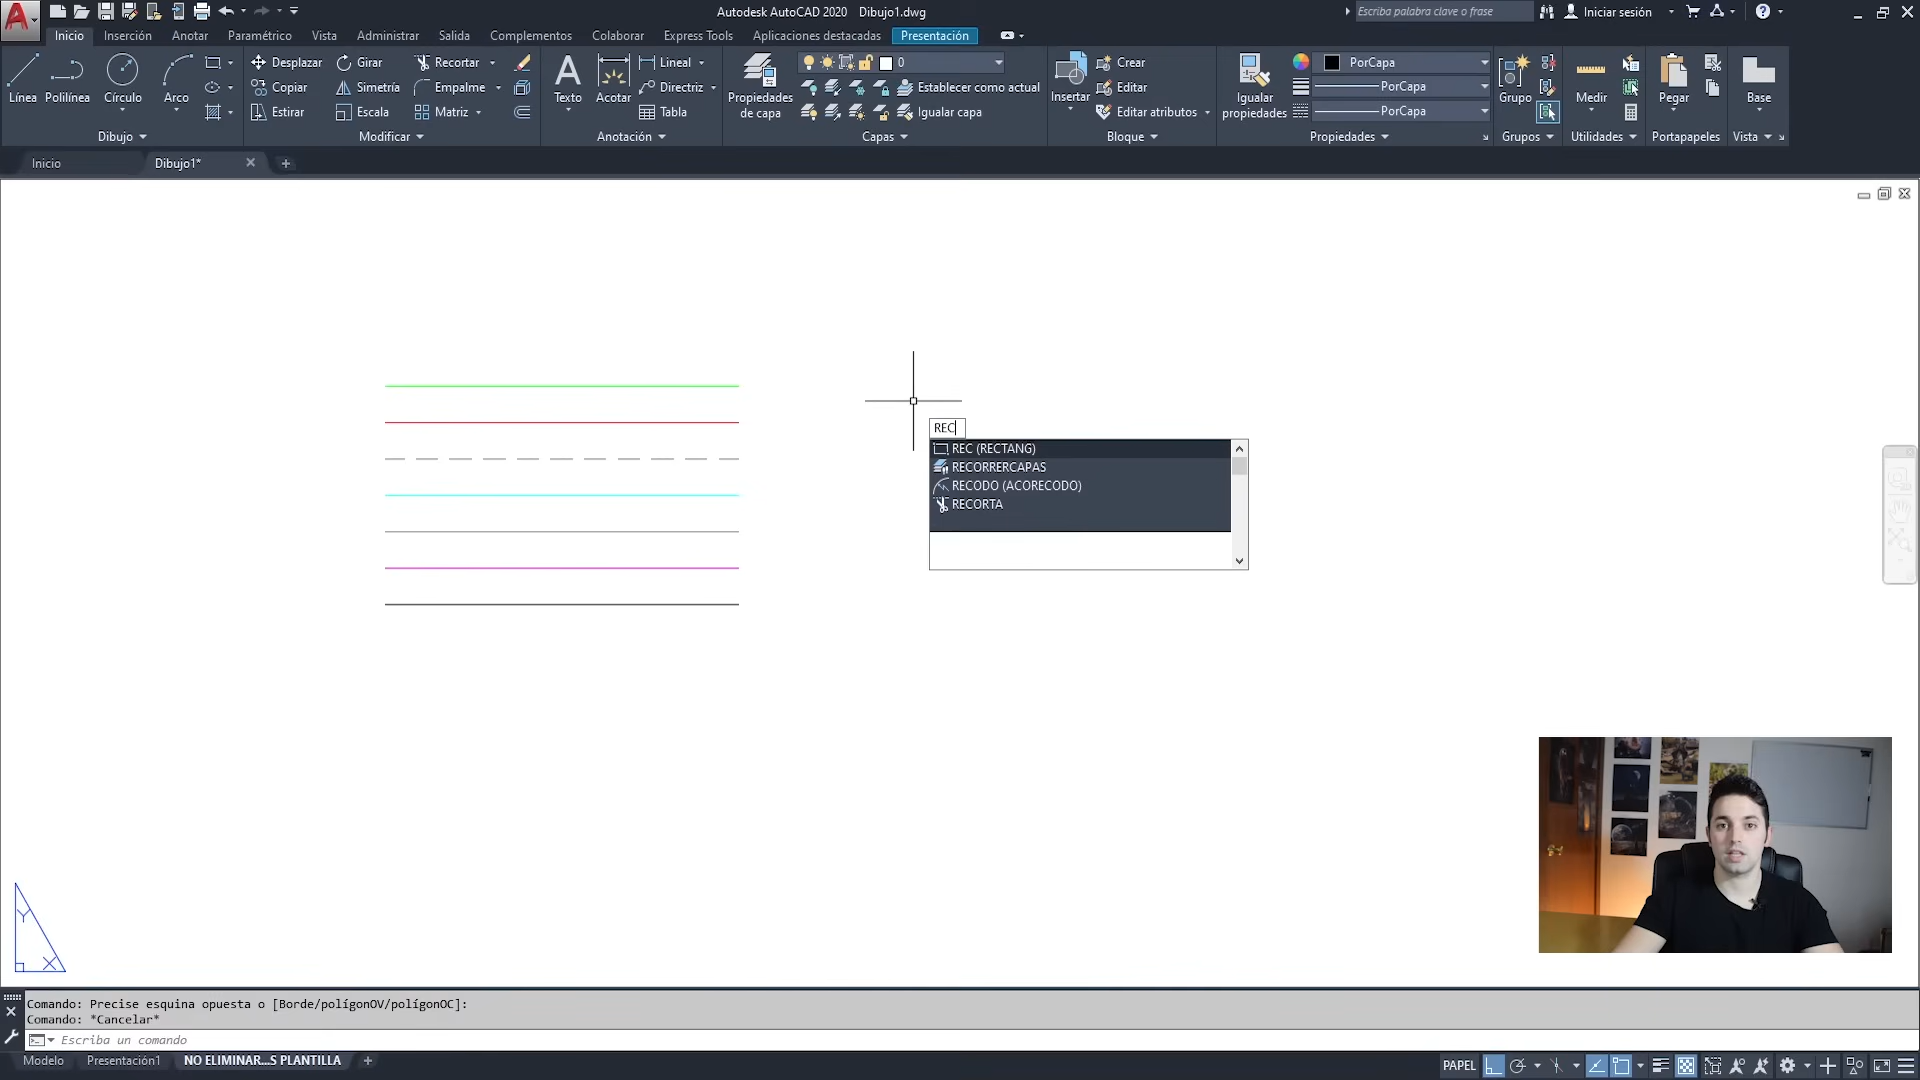 Autodesk AutoCAD 2020 Dibujo1.dwg
Escriba palabra clave o frase
Iniciar sesión
Inicio Inserción Anotar Paramétrico Vista Administrar Salida Complementos Colaborar Express Tools Aplicaciones destacadas Presentación
Línea Polilínea Círculo Arco
Dibujo
Desplazar Girar Recortar
Copiar Simetría Empalme
Estirar Escala Matriz
Modificar
Texto Acotar
Lineal
Directriz
Tabla
Anotación
Propiedades
de capa
0
Establecer como actual
Igualar capa
Capas
Insertar
Crear
Editar
Editar atributos
Bloque
Igualar
propiedades
PorCapa
PorCapa
PorCapa
Propiedades
Grupo
Grupos
Medir
Utilidades
Pegar
Portapapeles
Base
Vista
Inicio Dibujo1*
REC
REC (RECTANG)
RECORRERCAPAS
RECODO (ACORECODO)
RECORTA
Y
X
Comando: Precise esquina opuesta o [Borde/polígonOV/polígonOC]:
Comando: *Cancelar*
Escriba un comando
Modelo Presentación1 NO ELIMINAR...S PLANTILLA
PAPEL